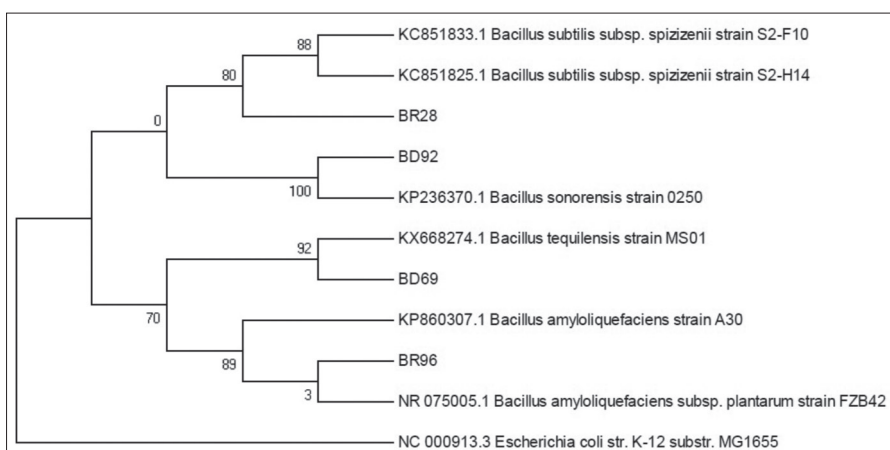 88
KC851833.1 Bacillus subtilis subsp. spizizenii strain S2-F10
80
KC851825.1 Bacillus subtilis subsp. spizizenii strain S2-H14
0
BR28
BD92
100
KP236370.1 Bacillus sonorensis strain 0250
92
KX668274.1 Bacillus tequilensis strain MS01
BD69
70
KP860307.1 Bacillus amyloliquefaciens strain A30
89
BR96
3
NR 075005.1 Bacillus amyloliquefaciens subsp. plantarum strain FZB42
NC 000913.3 Escherichia coli str. K-12 substr. MG1655